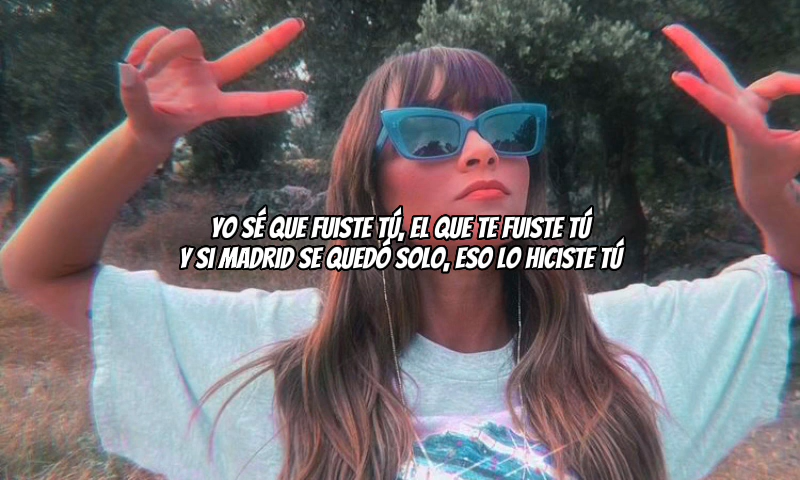 YO SÉ QUE FUISTE TÚ, EL QUE TE FUISTE TÚ
Y SI MADRID SE QUEDÓ SOLO, ESO LO HICISTE TÚ